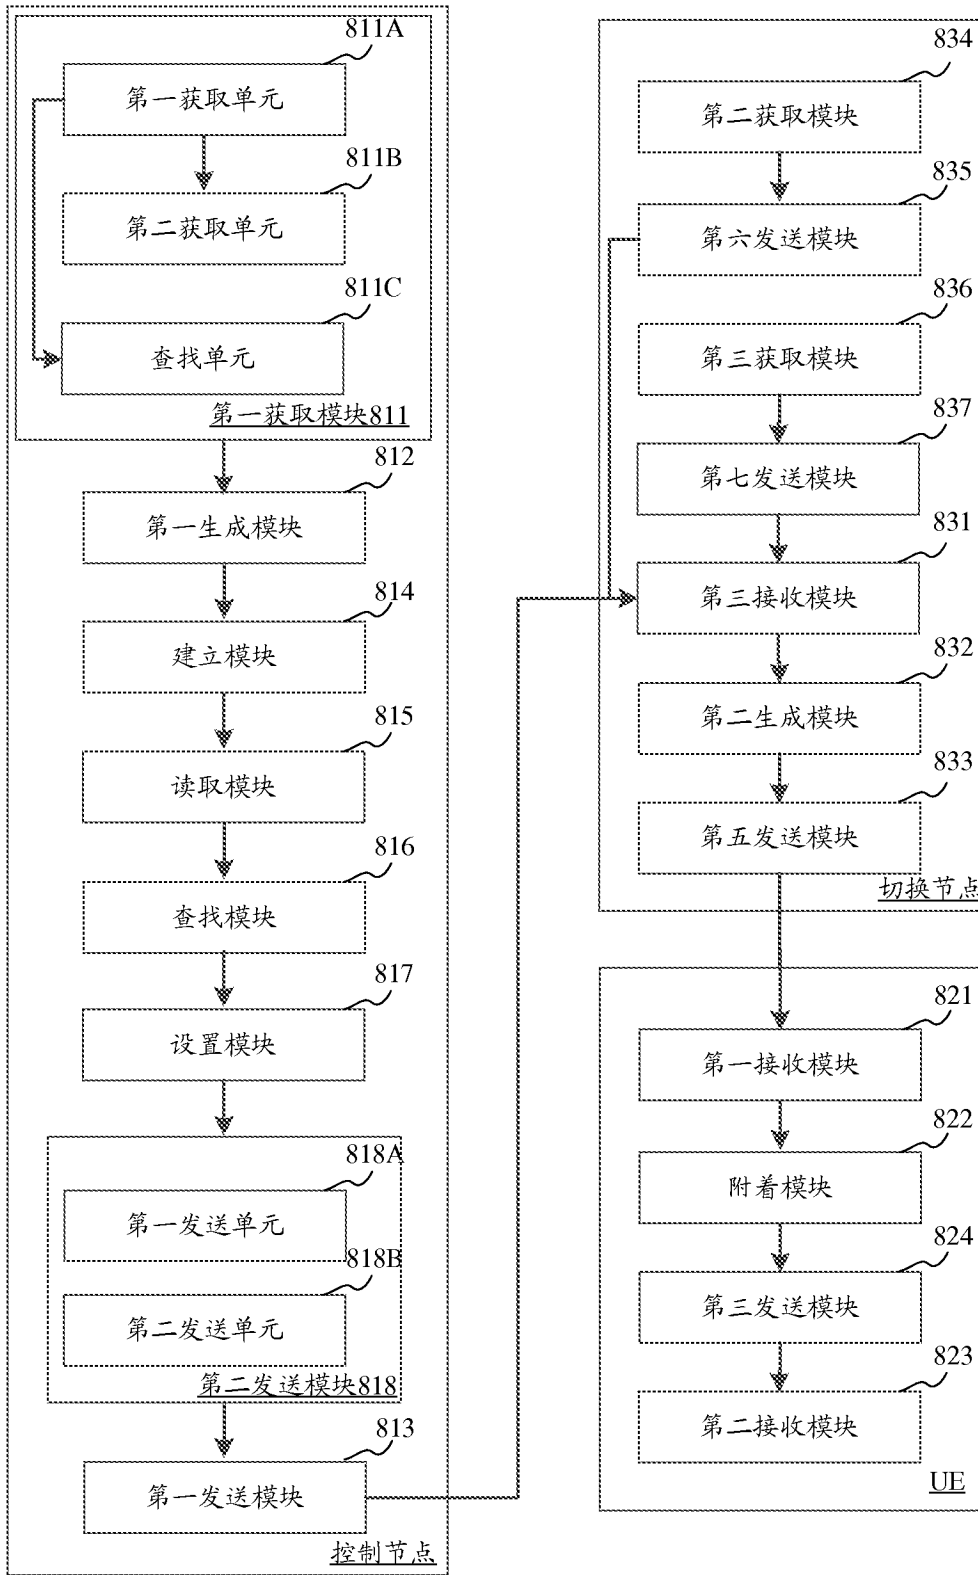 811A
第一获取单元
811B
第二获取单元
811C
查找单元
第一获取模块811
812
第一生成模块
814
建立模块
815
读取模块
816
查找模块
817
设置模块
818A
第一发送单元
818B
第二发送单元
第二发送模块818
813
第一发送模块
控制节点
834
第二获取模块
835
第六发送模块
836
第三获取模块
837
第七发送模块
831
第三接收模块
832
第二生成模块
833
第五发送模块
切换节点
821
第一接收模块
822
附着模块
824
第三发送模块
823
第二接收模块
UE